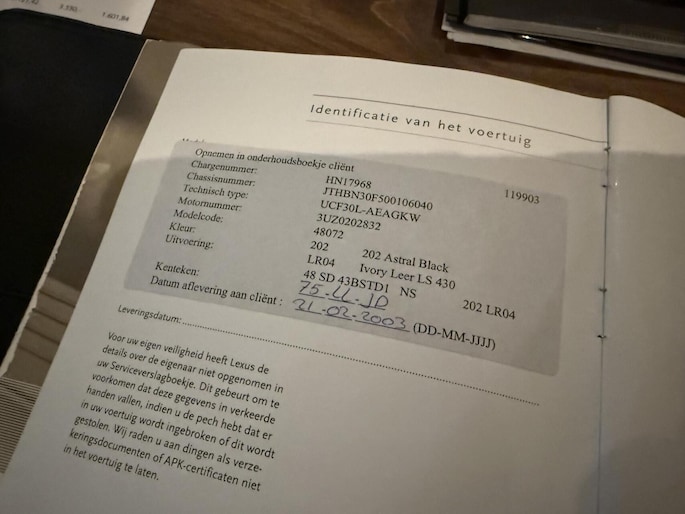 3.330,- 1.601,84
Identificatie van het voertuig
Opnemen in onderhoudsboekje cliënt
Chargenummer: HN17968 119903
Chassisnummer: JTHBN30F500106040
Technisch type: UCF30L-AEAGKW
Motornummer: 3UZ0202832
Modelcode: 48072
Kleur: 202 202 Astral Black
Uitvoering: LR04 Ivory Leer LS 430
48 SD 43BSTD1 NS 202 LR04
Kenteken: 75-LL-JD
Datum aflevering aan cliënt : 21-02-2003 (DD-MM-JJJJ)
Leveringsdatum:
Voor uw eigen veiligheid heeft Lexus de
details over de eigenaar niet opgenomen in
uw Serviceverslagboekje. Dit gebeurt om te
voorkomen dat deze gegevens in verkeerde
handen vallen, indien u de pech hebt dat er
in uw voertuig wordt ingebroken of dit wordt
gestolen. Wij raden u aan dingen als verze-
keringsdocumenten of APK-certificaten niet
in het voertuig te laten.